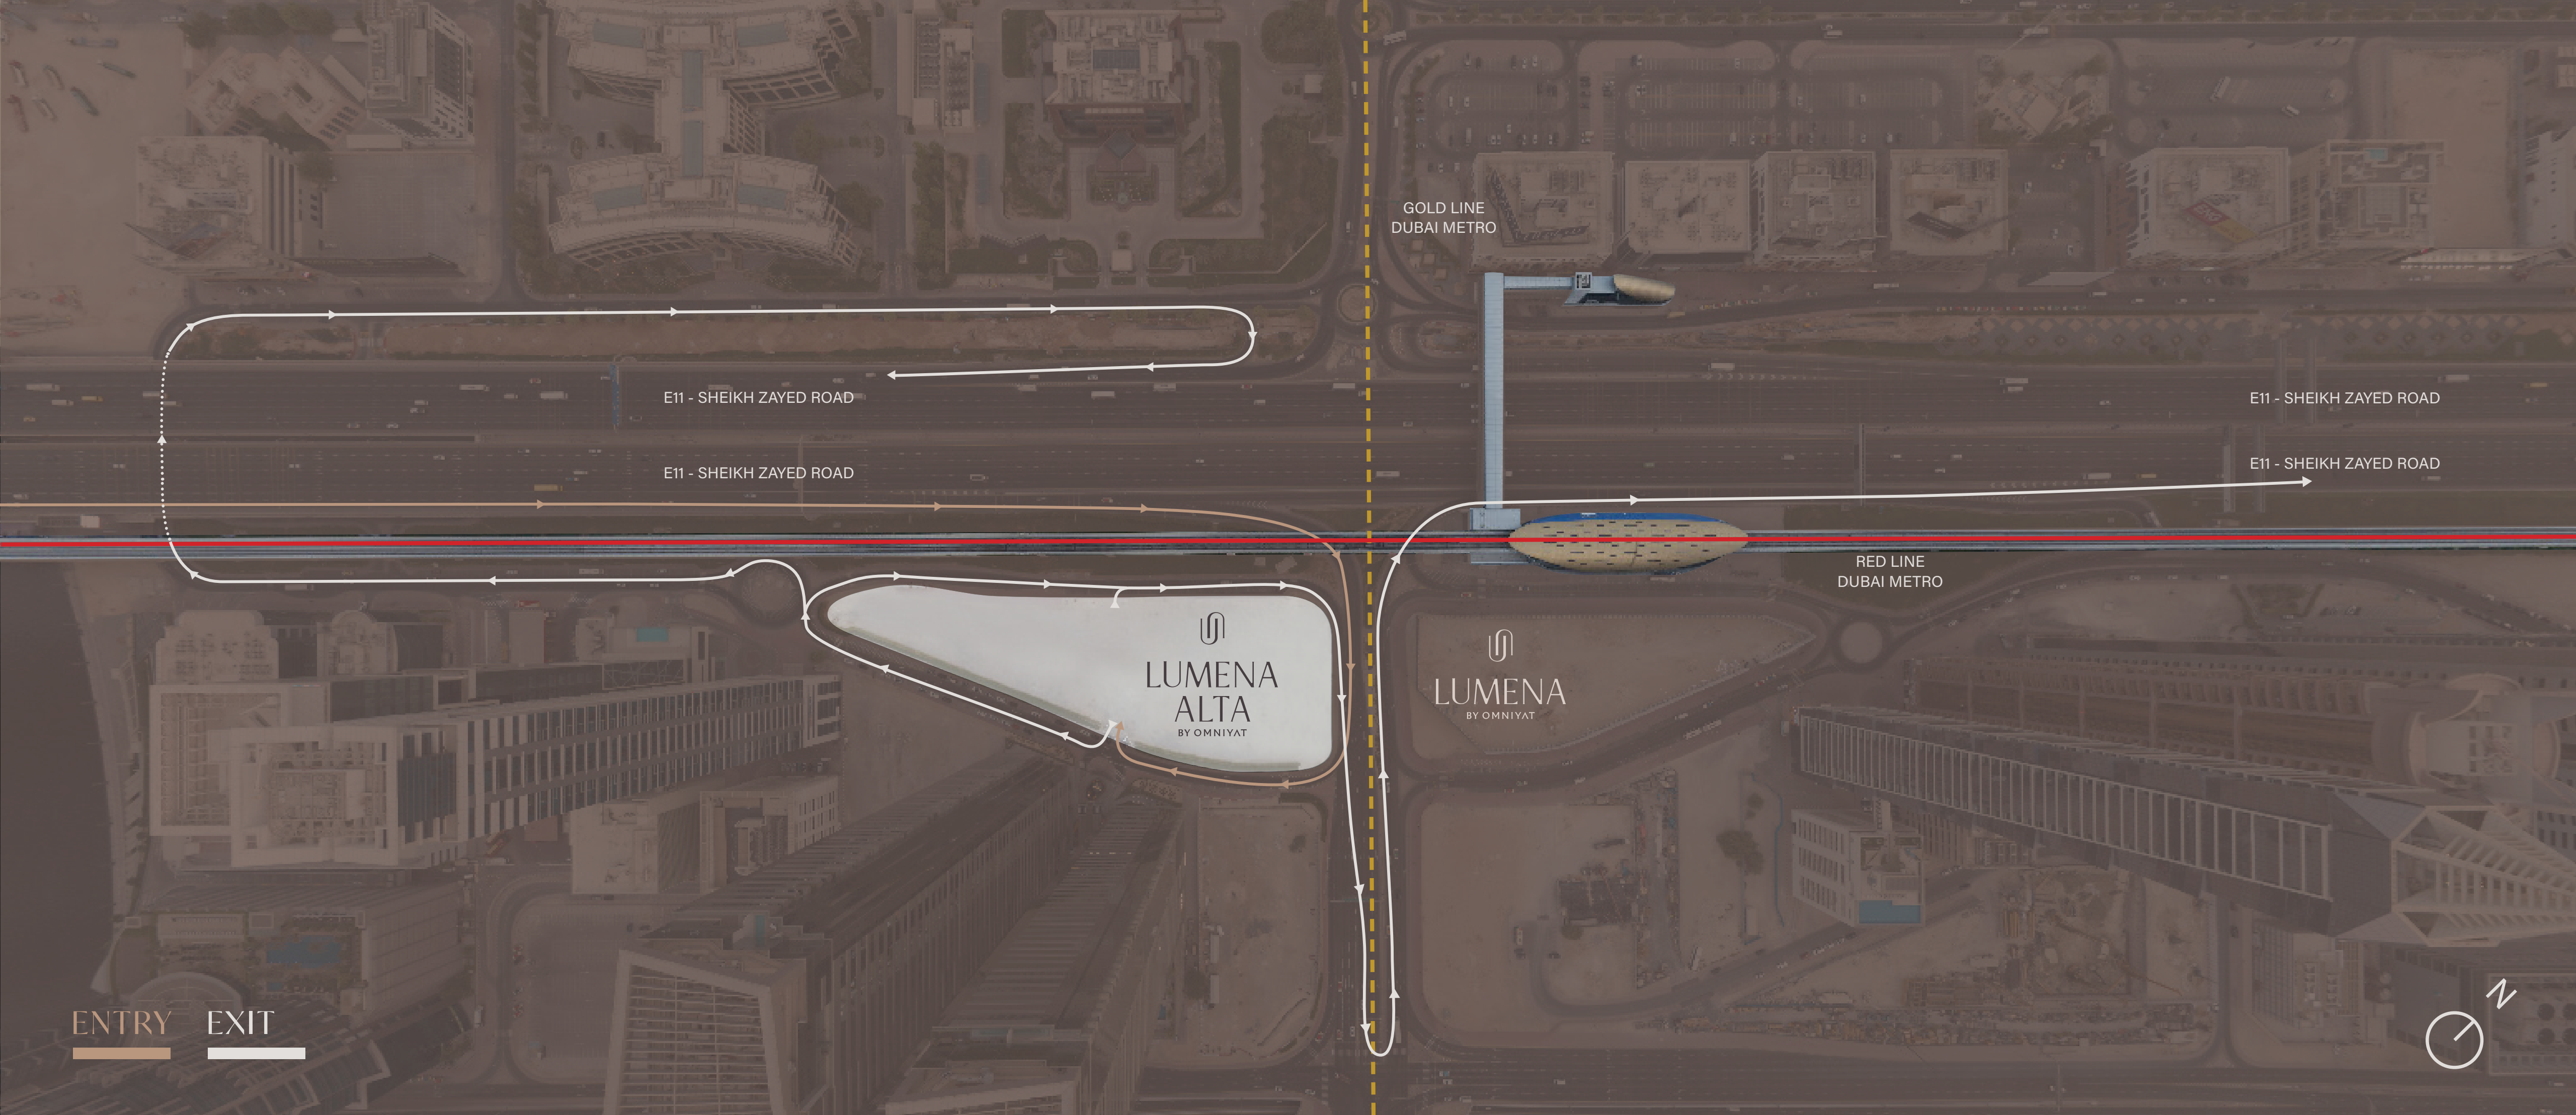 GOLD LINE
DUBAI METRO
E11 - SHEIKH ZAYED ROAD
E11 - SHEIKH ZAYED ROAD
E11 - SHEIKH ZAYED ROAD
E11 - SHEIKH ZAYED ROAD
RED LINE
DUBAI METRO
LUMENA
ALTA
BY OMNIYAT
LUMENA
BY OMNIYAT
ENTRY
EXIT
N